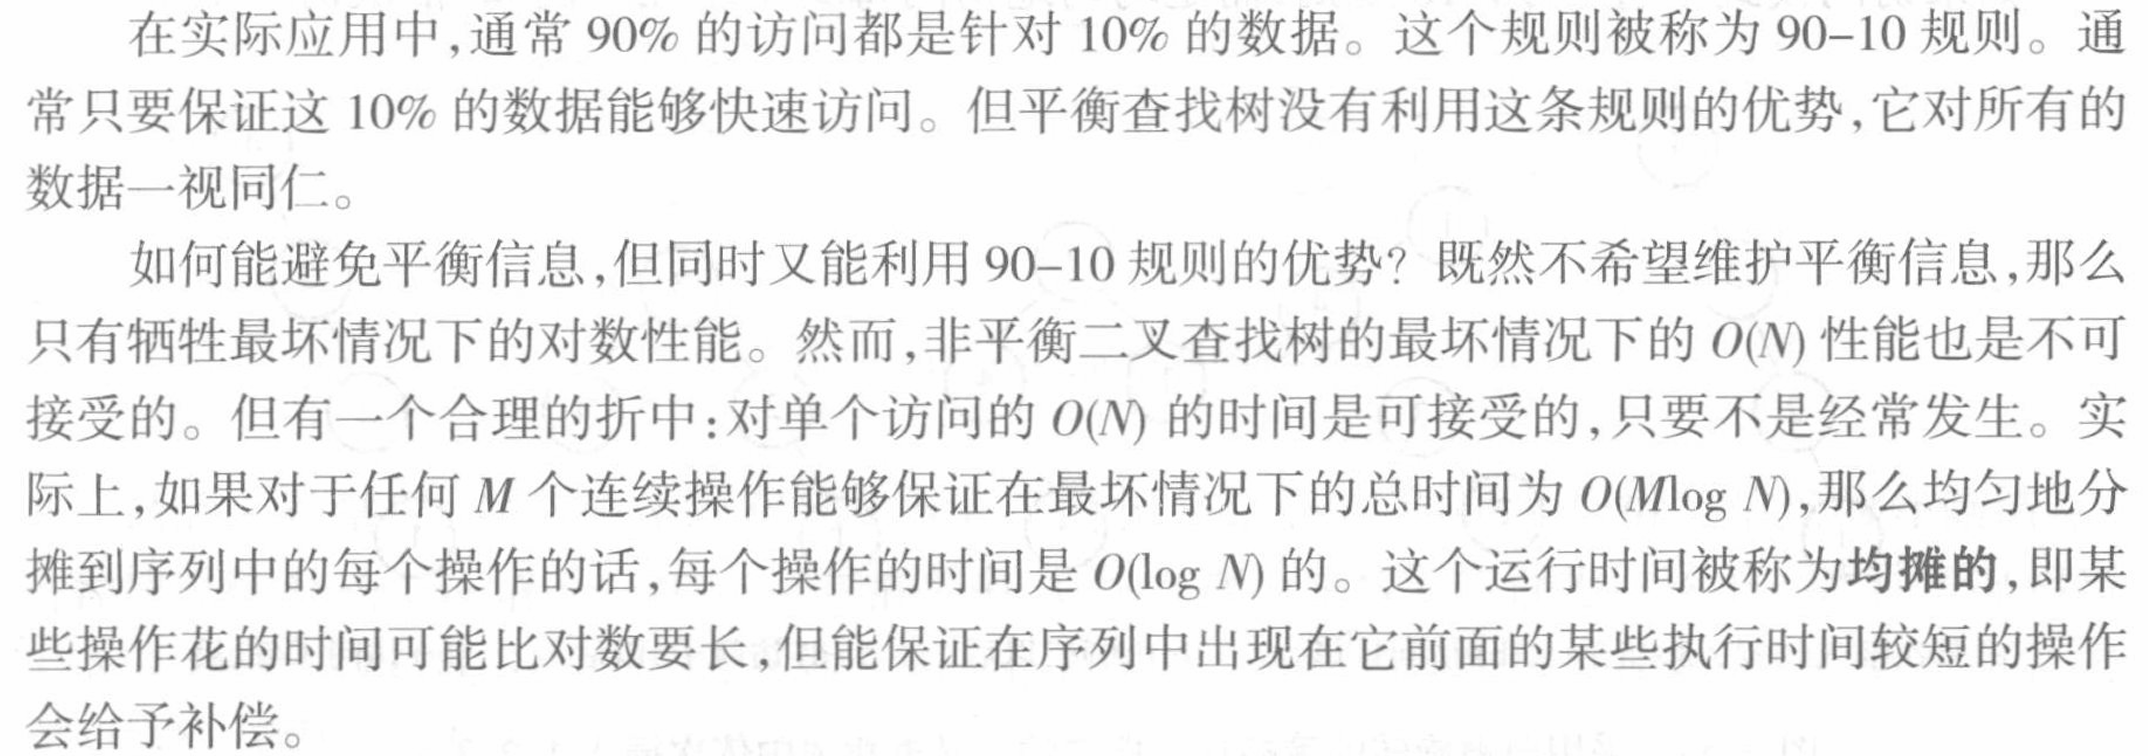 在实际应用中,通常 90% 的访问都是针对 10% 的数据。这个规则被称为 90–10 规则。通
常只要保证这 10% 的数据能够快速访问。但平衡查找树没有利用这条规则的优势,它对所有的
数据一视同仁。
如何能避免平衡信息,但同时又能利用 90–10 规则的优势? 既然不希望维护平衡信息,那么
只有牺牲最坏情况下的对数性能。然而,非平衡二叉查找树的最坏情况下的 O(N) 性能也是不可
接受的。但有一个合理的折中:对单个访问的 O(N) 的时间是可接受的,只要不是经常发生。实
际上,如果对于任何 M 个连续操作能够保证在最坏情况下的总时间为 O(Mlog N),那么均匀地分
摊到序列中的每个操作的话,每个操作的时间是 O(log N) 的。这个运行时间被称为均摊的,即某
些操作花的时间可能比对数要长,但能保证在序列中出现在它前面的某些执行时间较短的操作
会给予补偿。